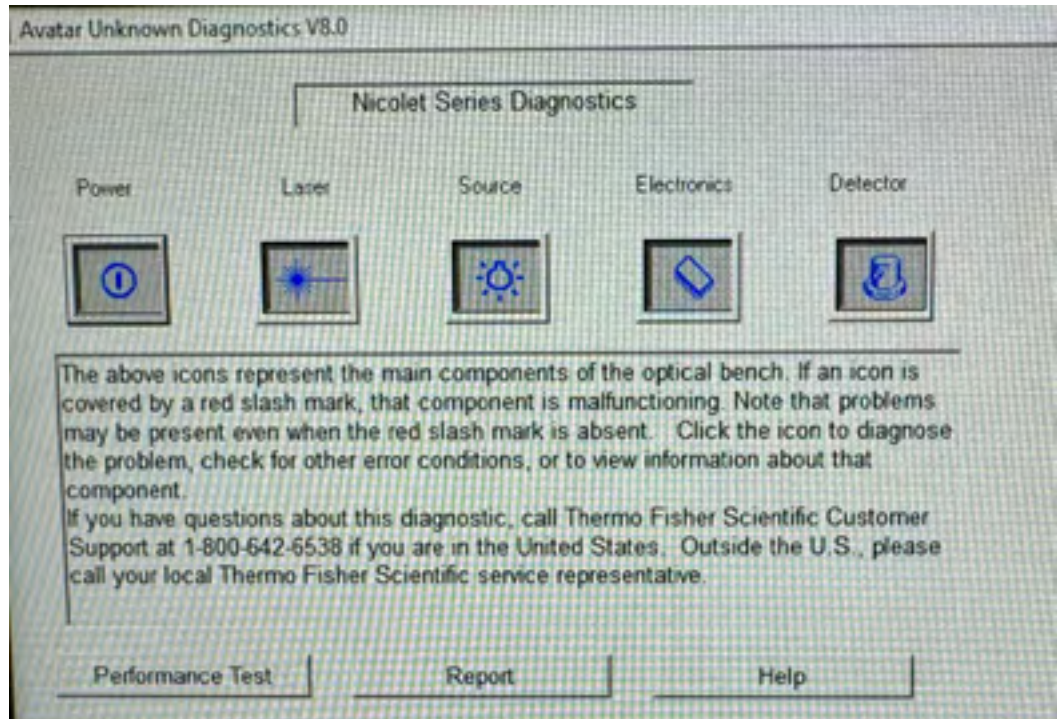 Avatar Unknown Diagnostics V8.0
Nicolet Series Diagnostics
Power Laser Source Electronics Detector
The above icons represent the main components of the optical bench. If an icon is
covered by a red slash mark, that component is malfunctioning. Note that problems
may be present even when the red slash mark is absent. Click the icon to diagnose
the problem, check for other error conditions, or to view information about that
component.
If you have questions about this diagnostic, call Thermo Fisher Scientific Customer
Support at 1-800-642-6538 if you are in the United States. Outside the U.S., please
call your local Thermo Fisher Scientific service representative.
Performance Test Report Help